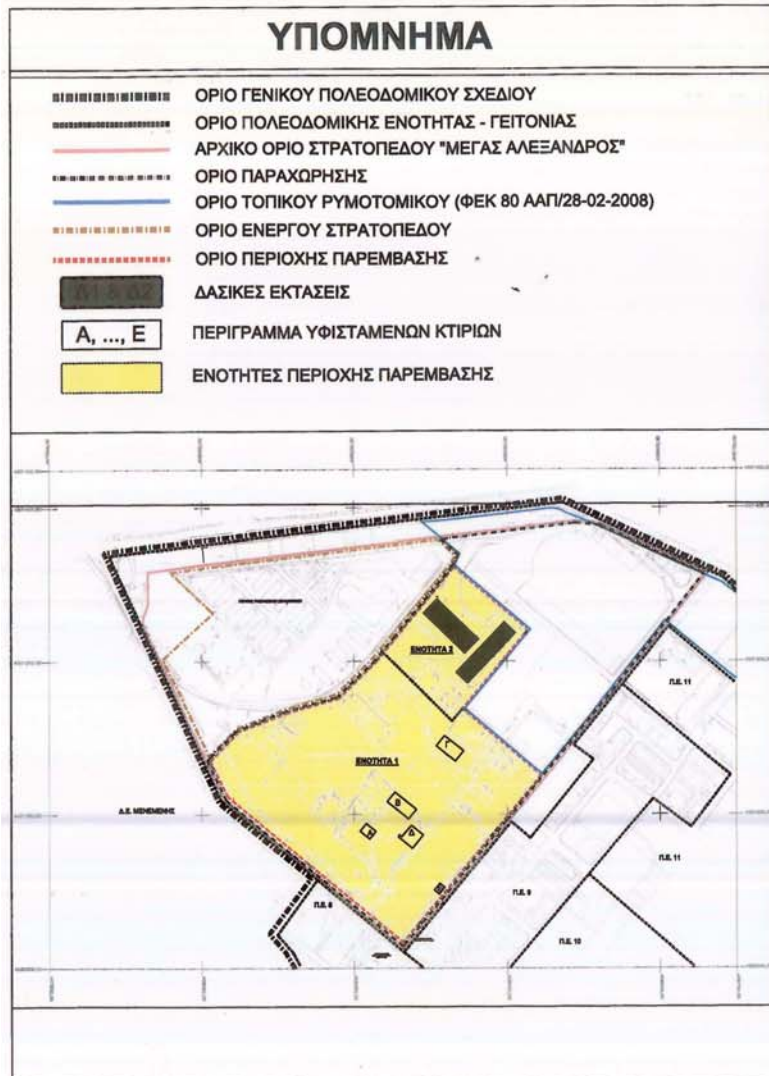 ΥΠΟΜΝΗΜΑ
ΟΡΙΟ ΓΕΝΙΚΟΥ ΠΟΛΕΟΔΟΜΙΚΟΥ ΣΧΕΔΙΟΥ
ΟΡΙΟ ΠΟΛΕΟΔΟΜΙΚΗΣ ΕΝΟΤΗΤΑΣ - ΓΕΙΤΟΝΙΑΣ
ΑΡΧΙΚΟ ΟΡΙΟ ΣΤΡΑΤΟΠΕΔΟΥ "ΜΕΓΑΣ ΑΛΕΞΑΝΔΡΟΣ"
ΟΡΙΟ ΠΑΡΑΧΩΡΗΣΗΣ
ΟΡΙΟ ΤΟΠΙΚΟΥ ΡΥΜΟΤΟΜΙΚΟΥ (ΦΕΚ 80 ΑΑΠ/28-02-2008)
ΟΡΙΟ ΕΝΕΡΓΟΥ ΣΤΡΑΤΟΠΕΔΟΥ
ΟΡΙΟ ΠΕΡΙΟΧΗΣ ΠΑΡΕΜΒΑΣΗΣ
Δ1 & Δ2 ΔΑΣΙΚΕΣ ΕΚΤΑΣΕΙΣ
Α, ..., Ε ΠΕΡΙΓΡΑΜΜΑ ΥΦΙΣΤΑΜΕΝΩΝ ΚΤΙΡΙΩΝ
ΕΝΟΤΗΤΕΣ ΠΕΡΙΟΧΗΣ ΠΑΡΕΜΒΑΣΗΣ
ΕΝΟΤΗΤΑ 2
Π.Ε. 11
Γ
ΕΝΟΤΗΤΑ 1
Β
Δ.Ε. ΜΕΝΕΜΕΝΗΣ
Α
Δ
Π.Ε. 11
Π.Ε. 9
Π.Ε. 8
Π.Ε. 10